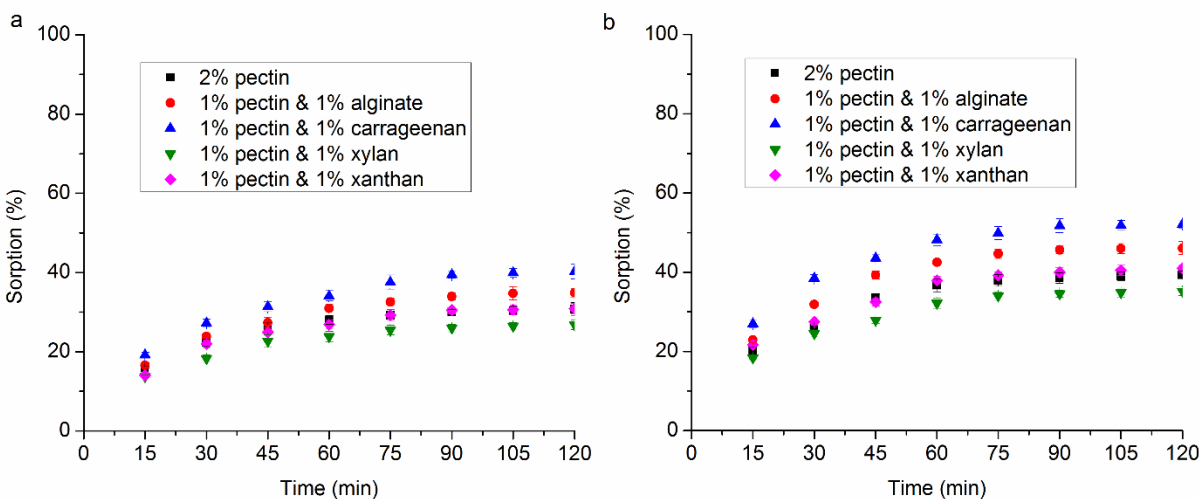 a
100
80
60
40
20
0
Sorption (%)
2% pectin
1% pectin & 1% alginate
1% pectin & 1% carrageenan
1% pectin & 1% xylan
1% pectin & 1% xanthan
0 15 30 45 60 75 90 105 120
Time (min)
b
100
80
60
40
20
0
Sorption (%)
2% pectin
1% pectin & 1% alginate
1% pectin & 1% carrageenan
1% pectin & 1% xylan
1% pectin & 1% xanthan
0 15 30 45 60 75 90 105 120
Time (min)